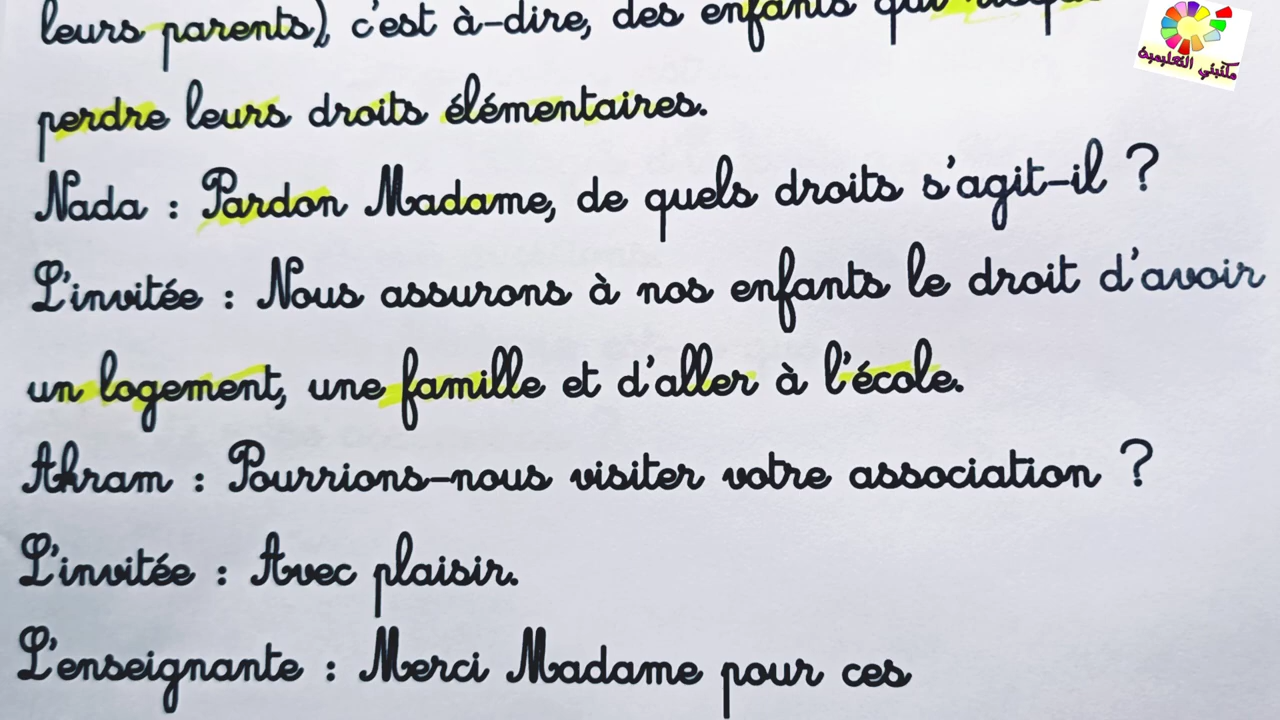 leurs parents), c'est à-dire, des enfants qui
مكتبتي التعليمية
perdre leurs droits élémentaires.
Nada : Pardon Madame, de quels droits s'agit-il ?
L'invitée : Nous assurons à nos enfants le droit d'avoir
un logement, une famille et d'aller à l'école.
Akram : Pourrions-nous visiter votre association ?
L'invitée : Avec plaisir.
L'enseignante : Merci Madame pour ces